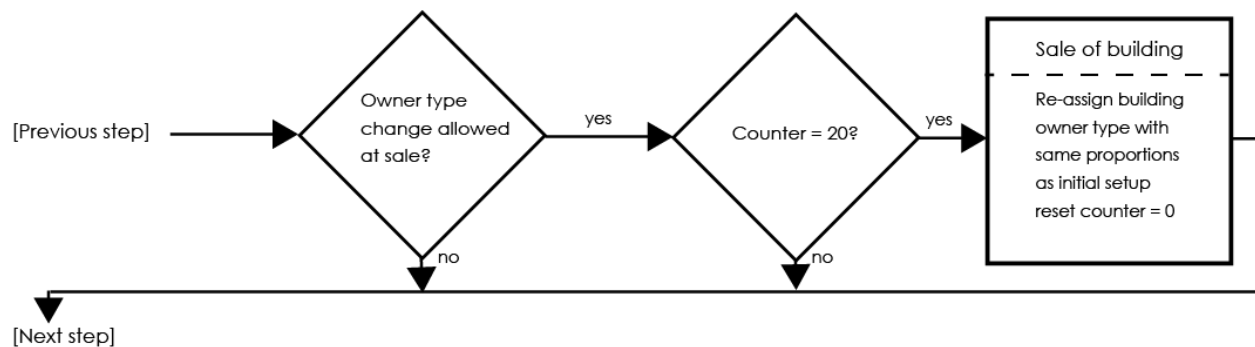 [Previous step]
Owner type
change allowed
at sale?
yes
no
Counter = 20?
yes
no
Sale of building
Re-assign building
owner type with
same proportions
as initial setup
reset counter = 0
[Next step]